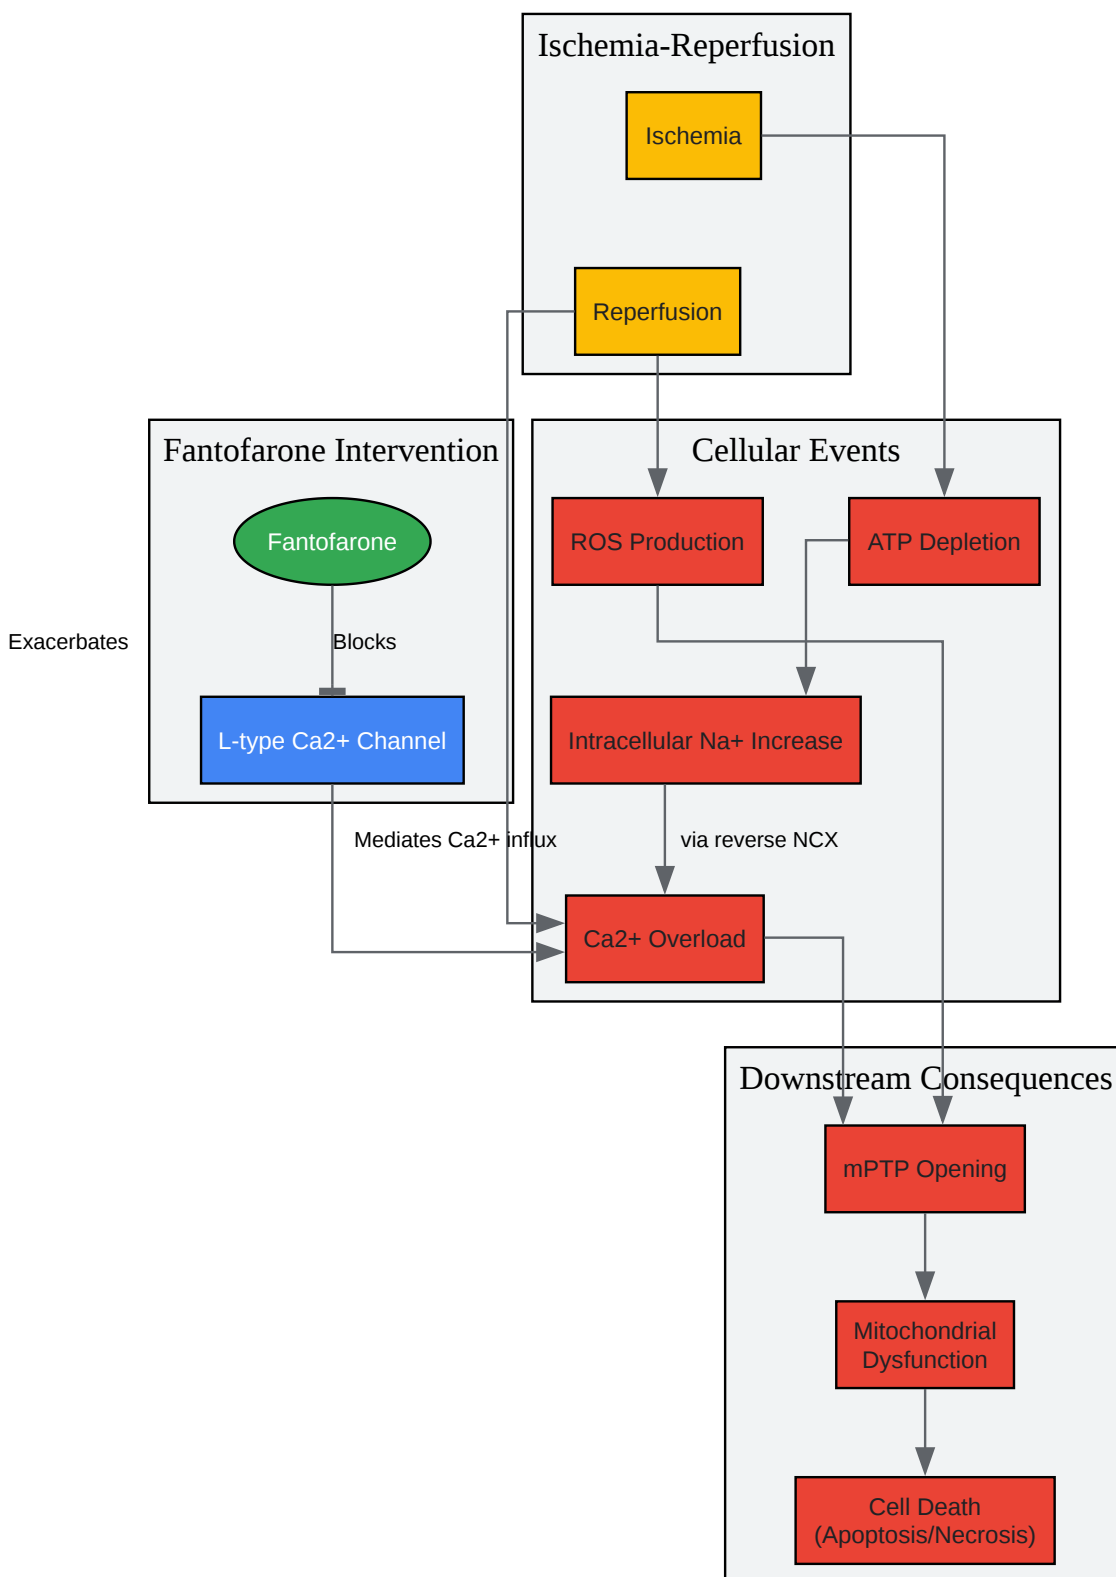 Ischemia-Reperfusion
Ischemia
Reperfusion
Fantofarone Intervention
Cellular Events
Fantofarone
ROS Production
ATP Depletion
Exacerbates
Blocks
L-type Ca2+ Channel
Intracellular Na+ Increase
Mediates Ca2+ influx
via reverse NCX
Ca2+ Overload
Downstream Consequences
mPTP Opening
Mitochondrial
Dysfunction
Cell Death
(Apoptosis/Necrosis)